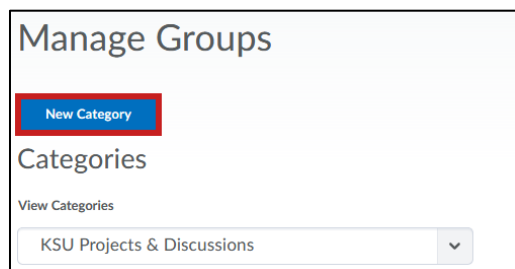 Manage Groups
New Category
Categories
View Categories
KSU Projects & Discussions